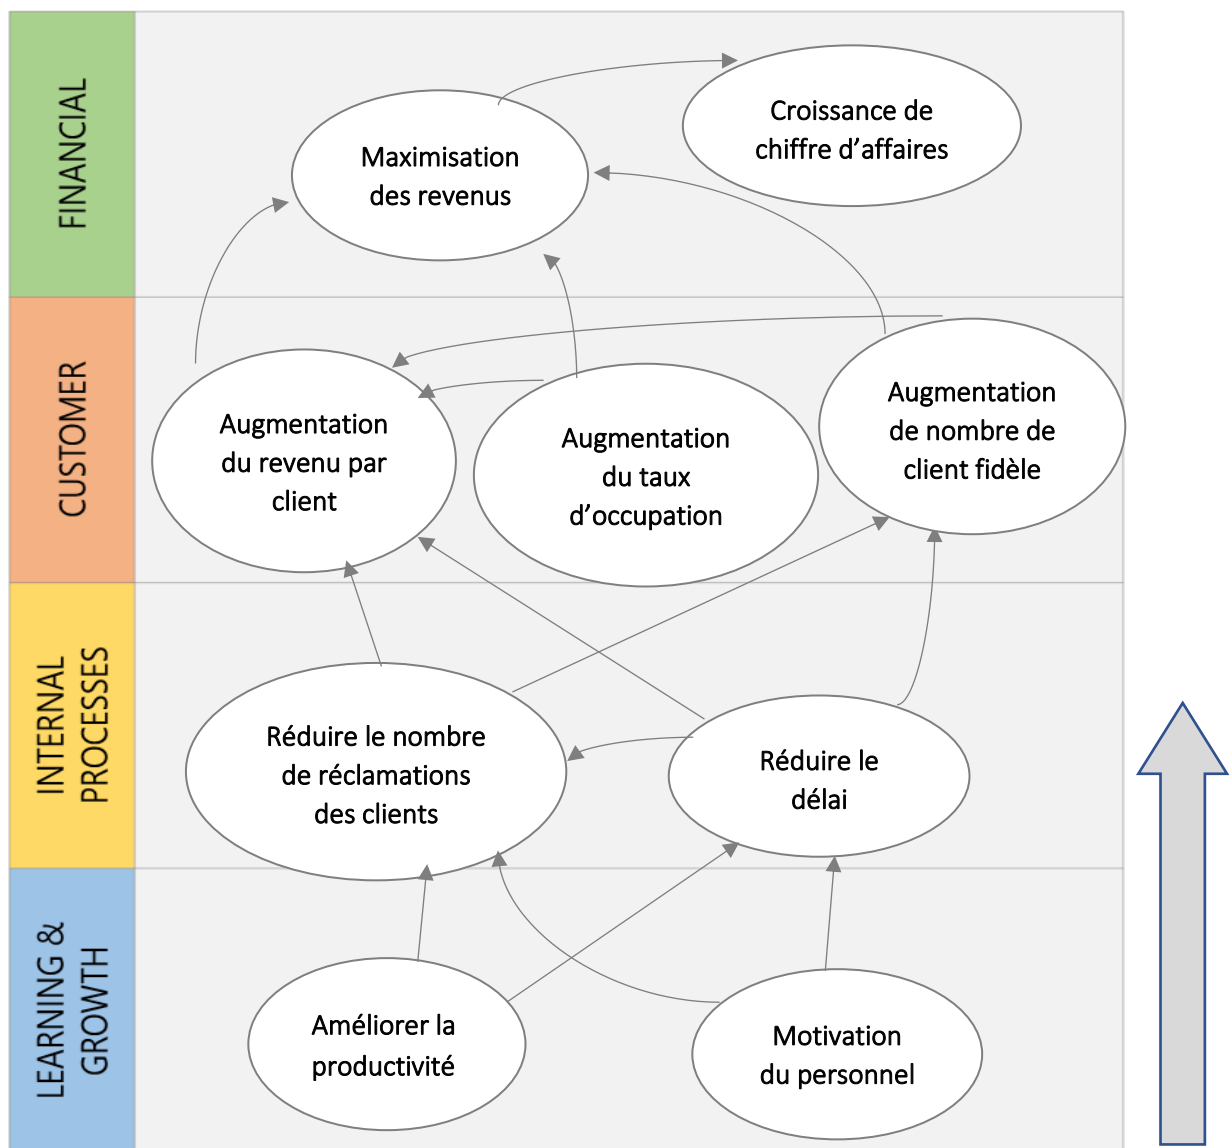 FINANCIAL
Croissance de
chiffre d’affaires
Maximisation
des revenus
CUSTOMER
Augmentation
du revenu par
client
Augmentation
du taux
d’occupation
Augmentation
de nombre de
client fidèle
INTERNAL
PROCESSES
Réduire le nombre
de réclamations
des clients
Réduire le
délai
LEARNING &
GROWTH
Améliorer la
productivité
Motivation
du personnel